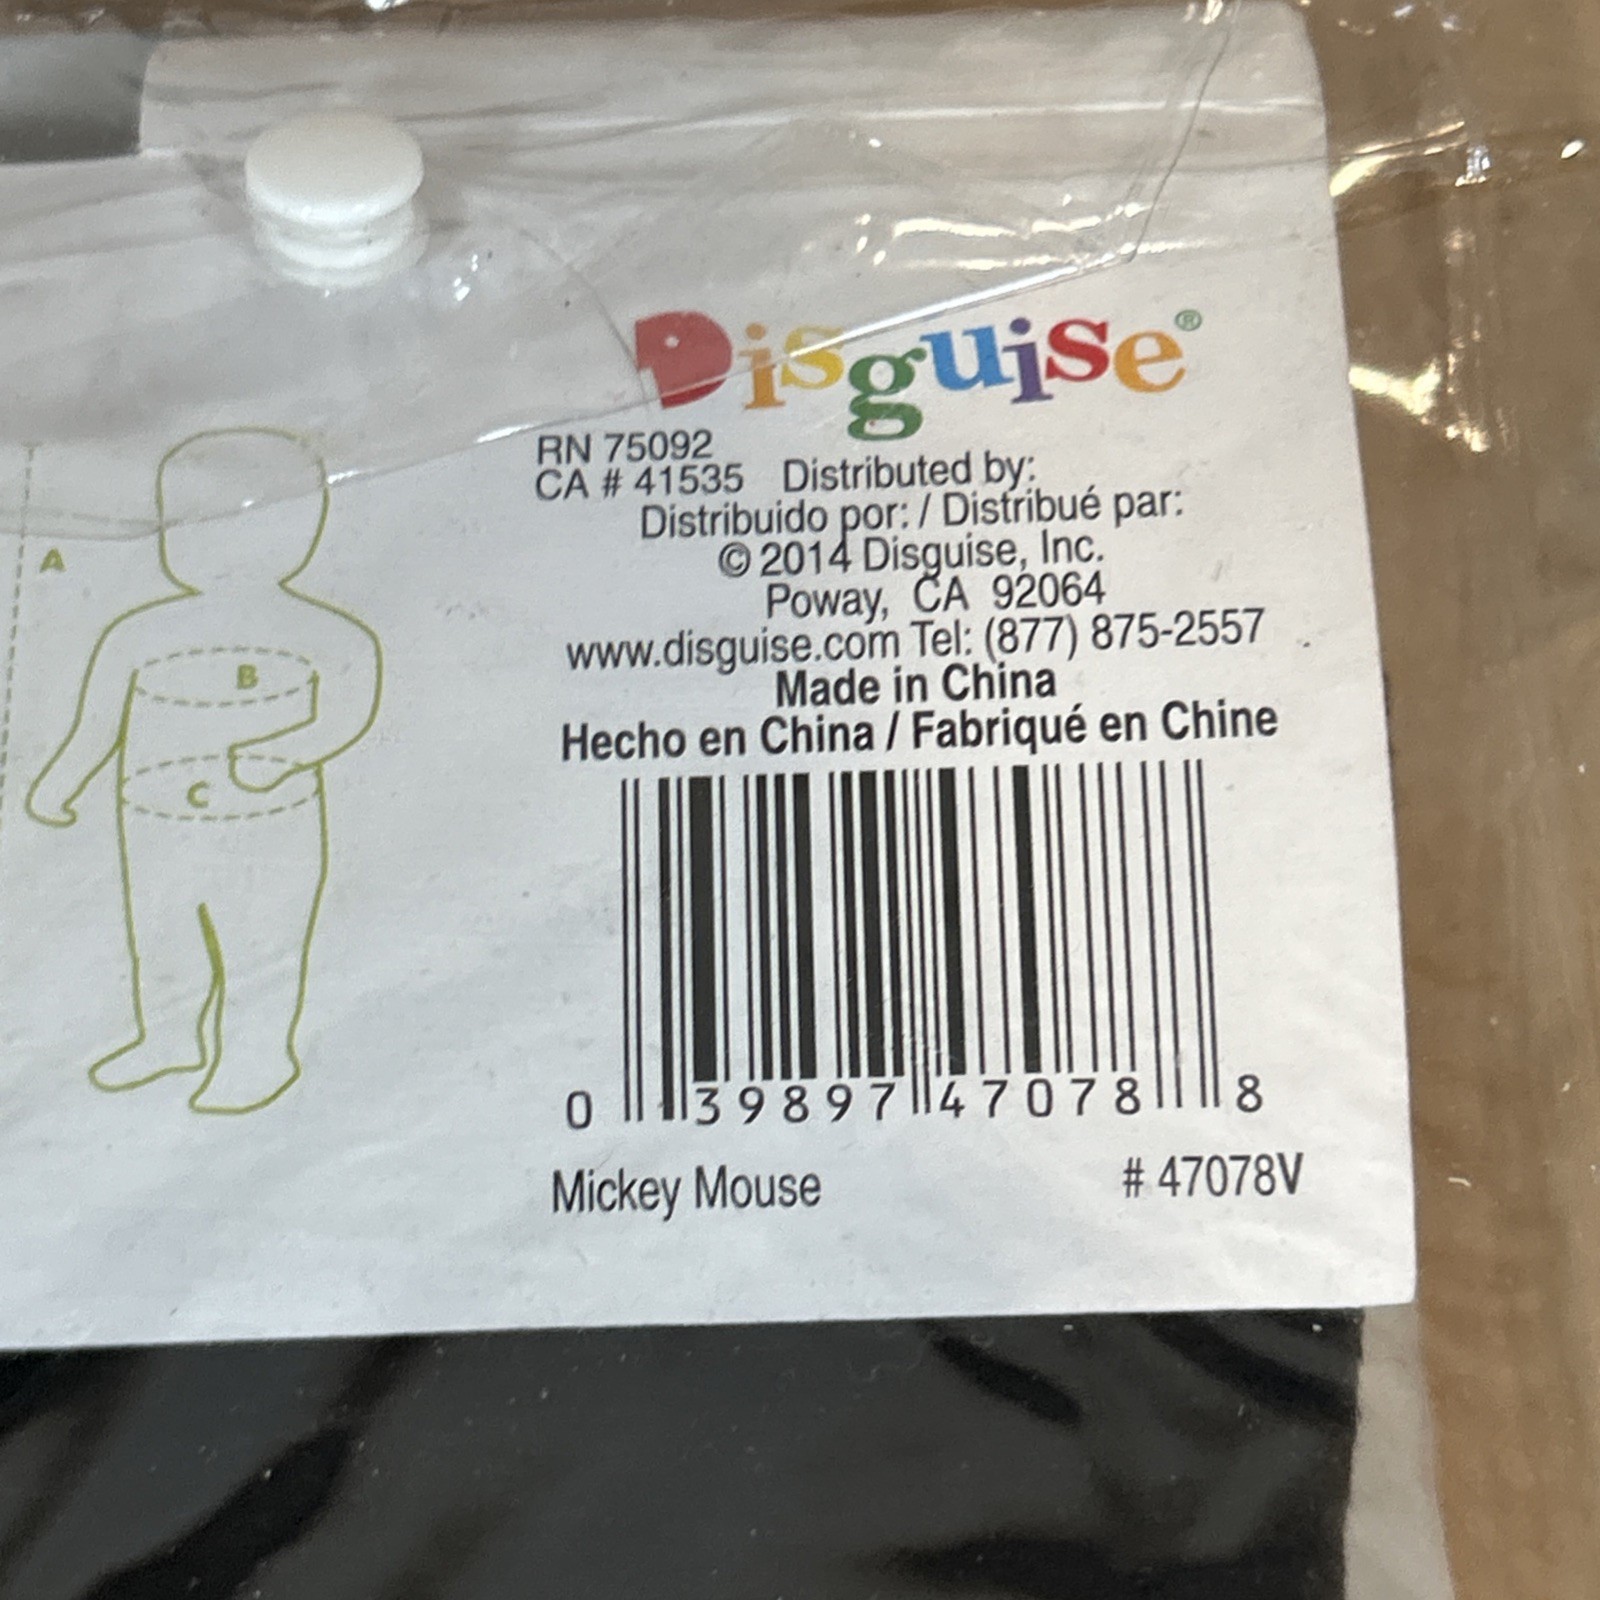 Disguise®
RN 75092
CA # 41535 Distributed by:
Distribuido por: / Distribué par:
© 2014 Disguise, Inc.
Poway, CA 92064
www.disguise.com Tel: (877) 875-2557
Made in China
Hecho en China / Fabriqué en Chine
0 39897 47078 8
Mickey Mouse # 47078V
A
B
C